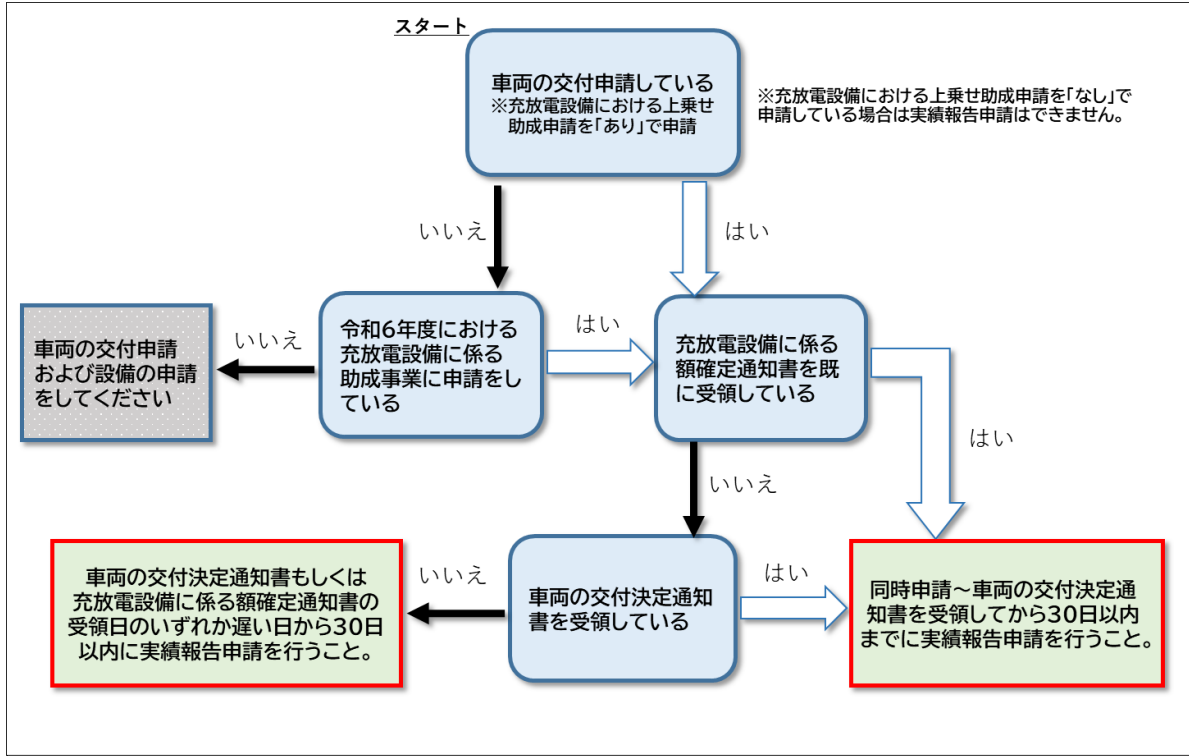 スタート
車両の交付申請している
※充放電設備における上乗せ
助成申請を「あり」で申請
※充放電設備における上乗せ助成申請を「なし」で
申請している場合は実績報告申請はできません。
いいえ
はい
車両の交付申請
および設備の申請
をしてください
いいえ
令和6年度における
充放電設備に係る
助成事業に申請をし
ている
はい
充放電設備に係る
額確定通知書を既
に受領している
はい
いいえ
車両の交付決定通知書もしくは
充放電設備に係る額確定通知書の
受領日のいずれか遅い日から30日
以内に実績報告申請を行うこと。
いいえ
車両の交付決定通知
書を受領している
はい
同時申請～車両の交付決定通
知書を受領してから30日以内
までに実績報告申請を行うこと。